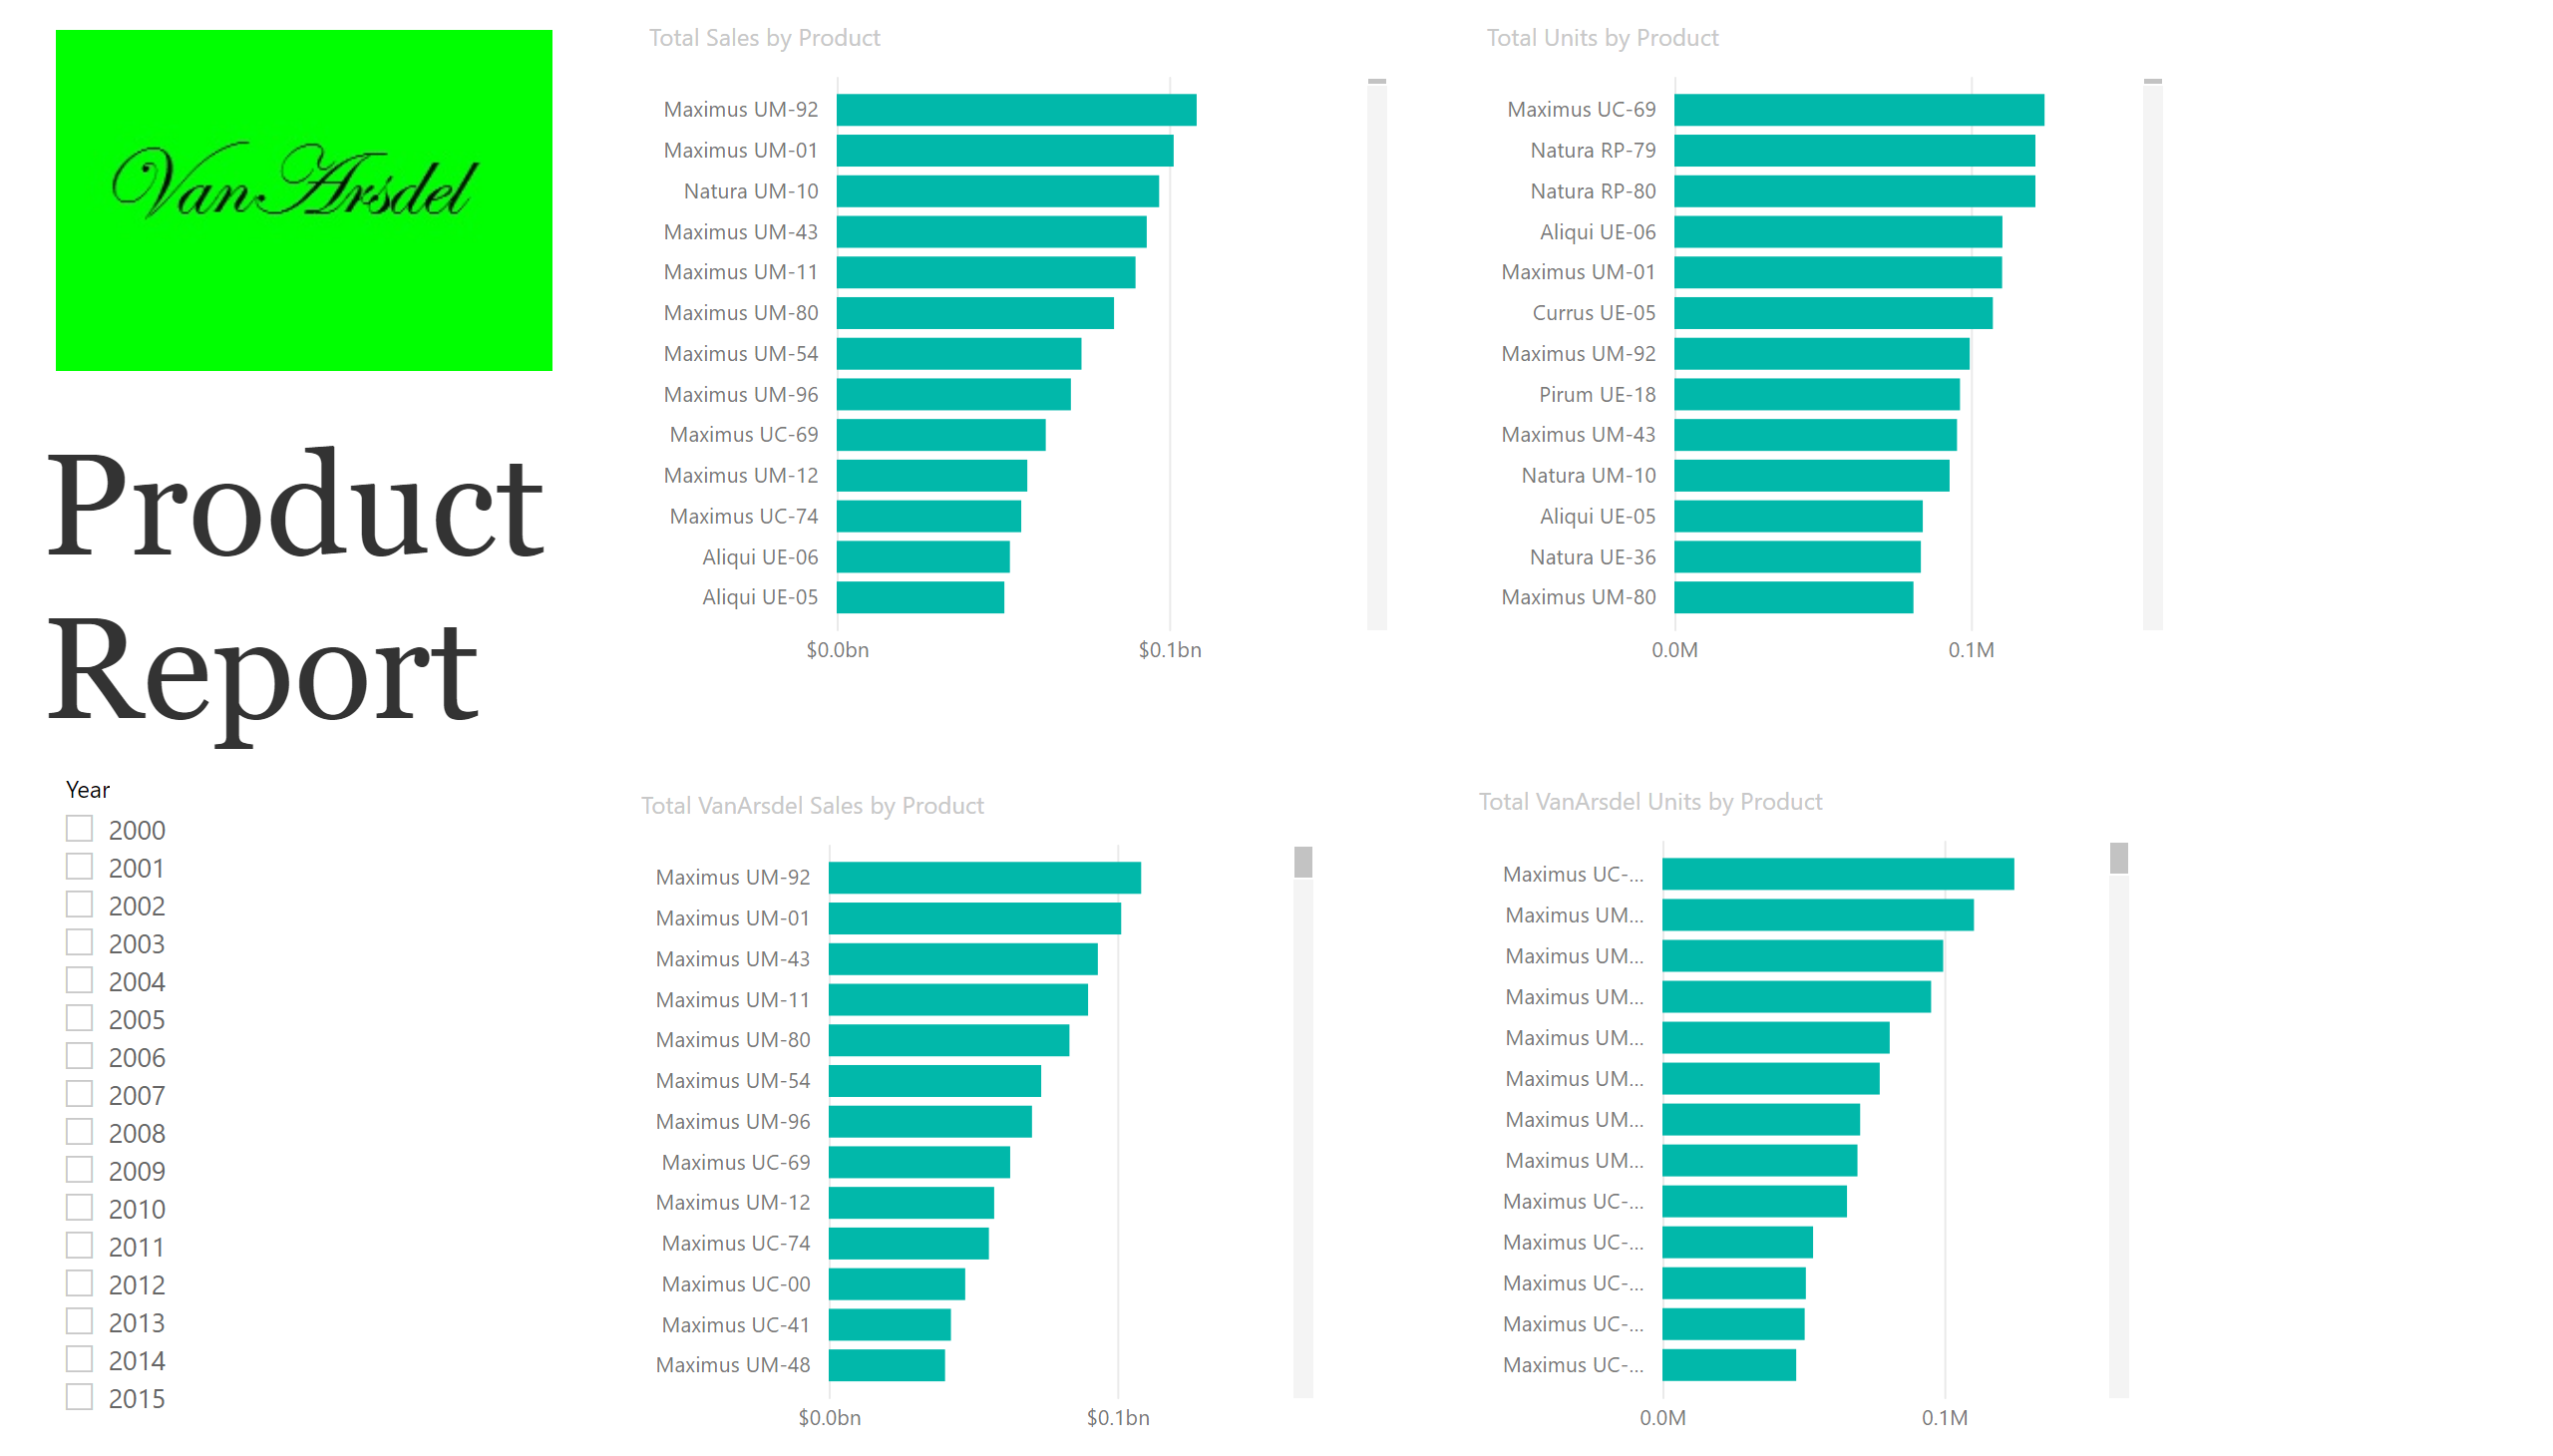 VanArsdel
Product
Report
Year
2000
2001
2002
2003
2004
2005
2006
2007
2008
2009
2010
2011
2012
2013
2014
2015
Total Sales by Product
Maximus UM-92
Maximus UM-01
Natura UM-10
Maximus UM-43
Maximus UM-11
Maximus UM-80
Maximus UM-54
Maximus UM-96
Maximus UC-69
Maximus UM-12
Maximus UC-74
Aliqui UE-06
Aliqui UE-05
$0.0bn $0.1bn
Total Units by Product
Maximus UC-69
Natura RP-79
Natura RP-80
Aliqui UE-06
Maximus UM-01
Currus UE-05
Maximus UM-92
Pirum UE-18
Maximus UM-43
Natura UM-10
Aliqui UE-05
Natura UE-36
Maximus UM-80
0.0M 0.1M
Total VanArsdel Sales by Product
Maximus UM-92
Maximus UM-01
Maximus UM-43
Maximus UM-11
Maximus UM-80
Maximus UM-54
Maximus UM-96
Maximus UC-69
Maximus UM-12
Maximus UC-74
Maximus UC-00
Maximus UC-41
Maximus UM-48
$0.0bn $0.1bn
Total VanArsdel Units by Product
Maximus UC-...
Maximus UM...
Maximus UM...
Maximus UM...
Maximus UM...
Maximus UM...
Maximus UM...
Maximus UM...
Maximus UC-...
Maximus UC-...
Maximus UC-...
Maximus UC-...
Maximus UC-...
0.0M 0.1M